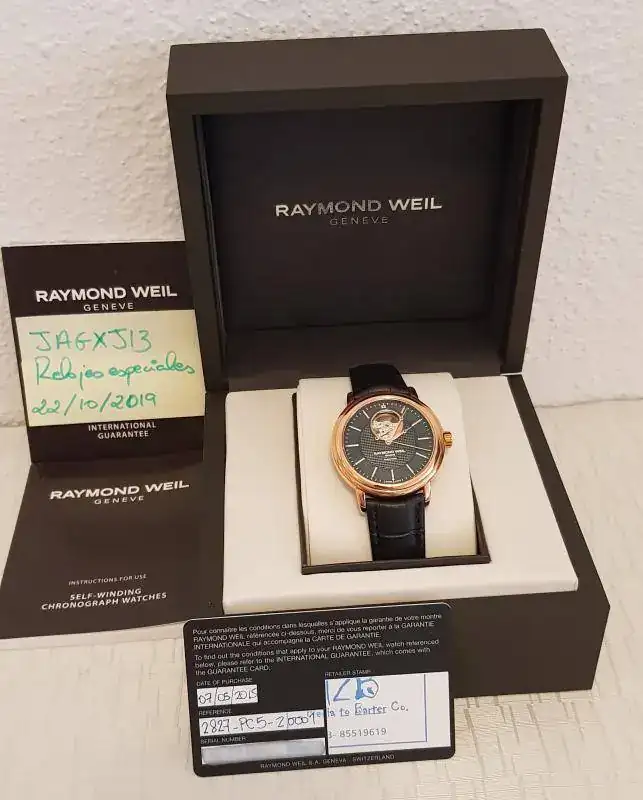 RAYMOND WEIL
GENEVE
RAYMOND WEIL
GENEVE
JAGXJ13
Relojes especiales
22/10/2019
INTERNATIONAL
GUARANTEE
RAYMOND WEIL
GENEVE
INSTRUCTIONS FOR USE
SELF-WINDING
CHRONOGRAPH WATCHES
RAYMOND WEIL
Pour connaître les conditions dans lesquelles s'applique la garantie de votre montre
RAYMOND WEIL référencée ci-dessous, merci de vous reporter à la GARANTIE
INTERNATIONALE qui accompagne la CARTE DE GARANTIE.
To find out the conditions that apply to your RAYMOND WEIL watch referenced
below, please refer to the INTERNATIONAL GUARANTEE, which comes with
the GUARANTEE CARD.
DATE OF PURCHASE
07/05/2015
REFERENCE
2827-PC5-20001
SERIAL NUMBER
RETAILER STAMP
to Barter Co.
85519619
RAYMOND WEIL S.A. GENEVA - SWITZERLAND